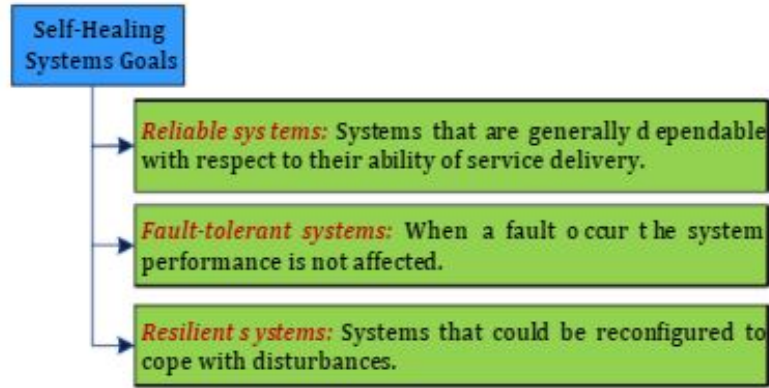 Self-Healing
Systems Goals
Reliable sys tems: Systems that are generally d ependable
with respect to their ability of service delivery.
Fault-tolerant systems: When a fault o ccur t he system
performance is not affected.
Resilient s ystems: Systems that could be reconfigured to
cope with disturbances.